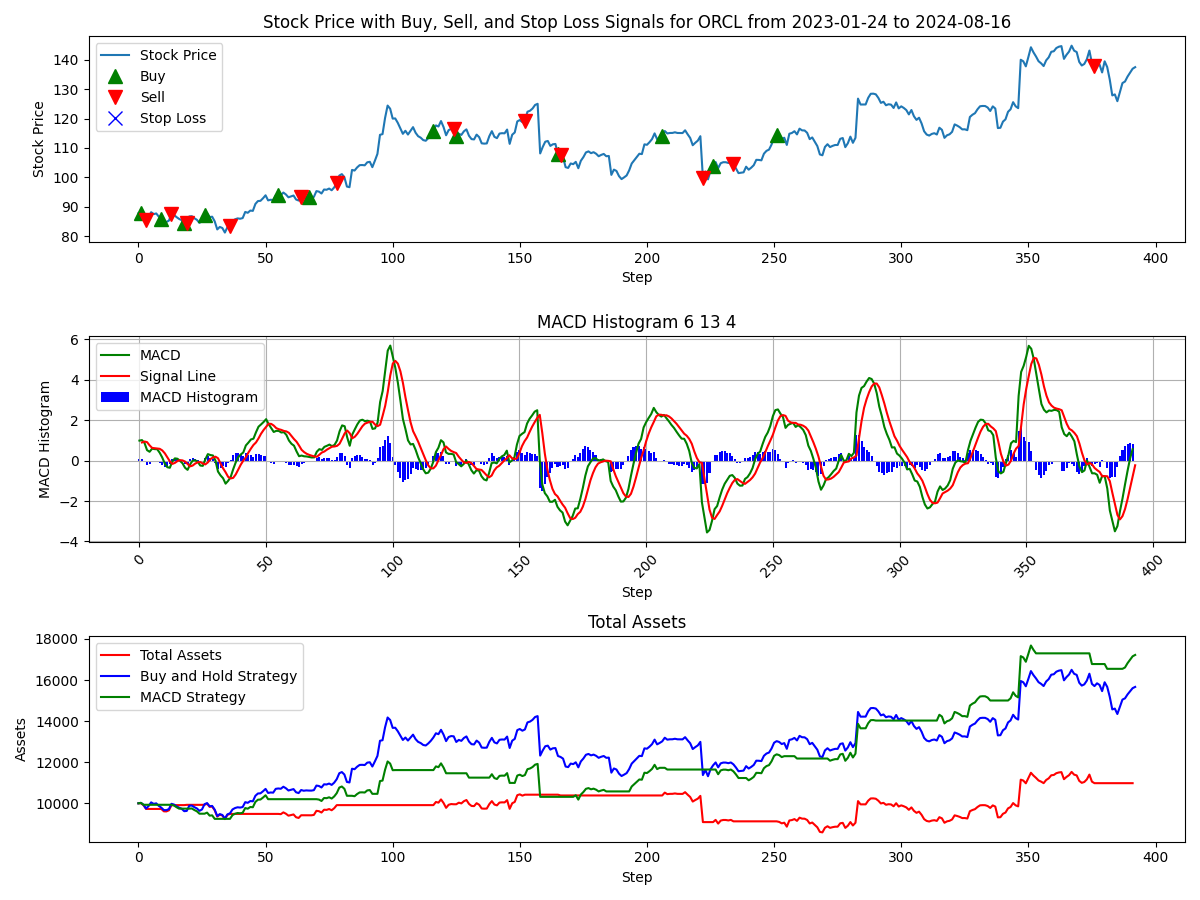 Stock Price with Buy, Sell, and Stop Loss Signals for ORCL from 2023-01-24 to 2024-08-16
Stock Price
Buy
Sell
Stop Loss
Stock Price
140
130
120
110
100
90
80
0 50 100 150 200 250 300 350 400
Step
MACD Histogram 6 13 4
MACD
Signal Line
MACD Histogram
MACD Histogram
6
4
2
0
−2
−4
0 50 100 150 200 250 300 350 400
Step
Total Assets
Total Assets
Buy and Hold Strategy
MACD Strategy
Assets
18000
16000
14000
12000
10000
0 50 100 150 200 250 300 350 400
Step